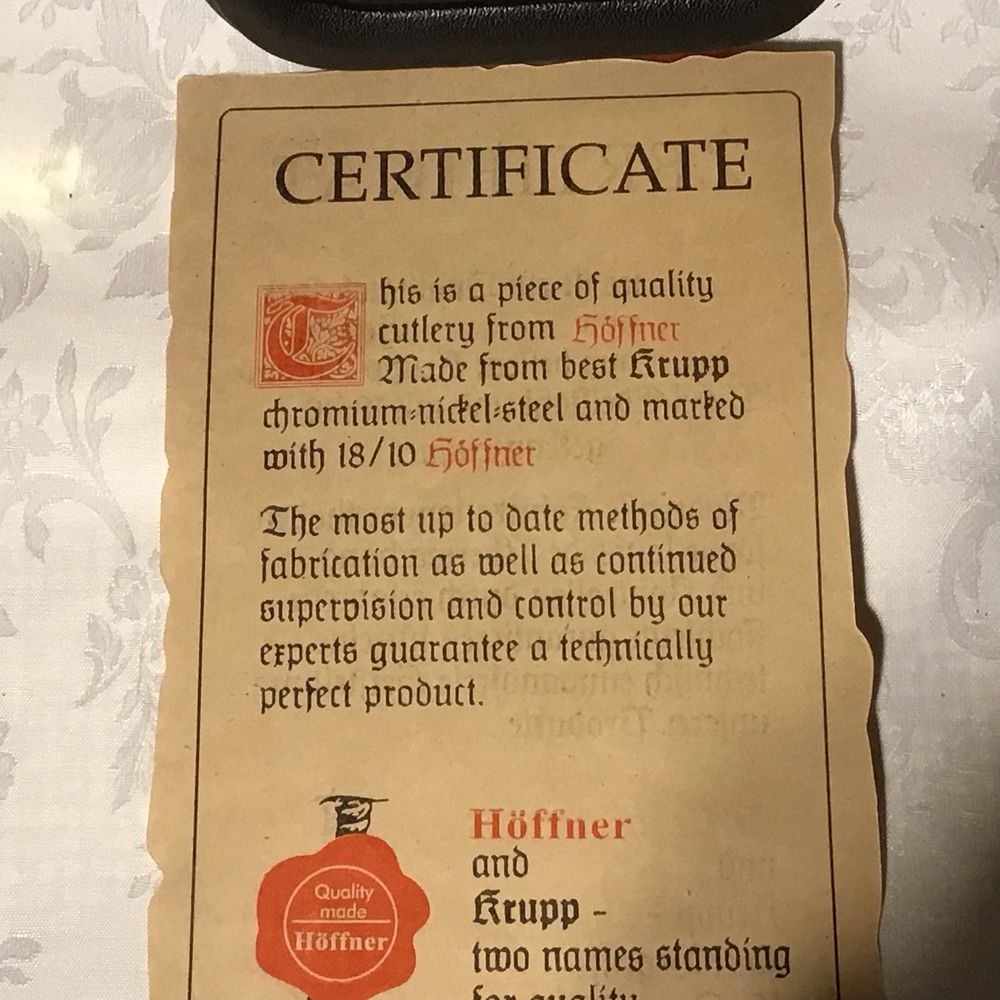 CERTIFICATE
This is a piece of quality
cutlery from Höffner
Made from best Krupp
chromium-nickel-steel and marked
with 18/10 Höffner
The most up to date methods of
fabrication as well as continued
supervision and control by our
experts guarantee a technically
perfect product.
Quality
made
Höffner
Höffner
and
Krupp -
two names standing
for quality